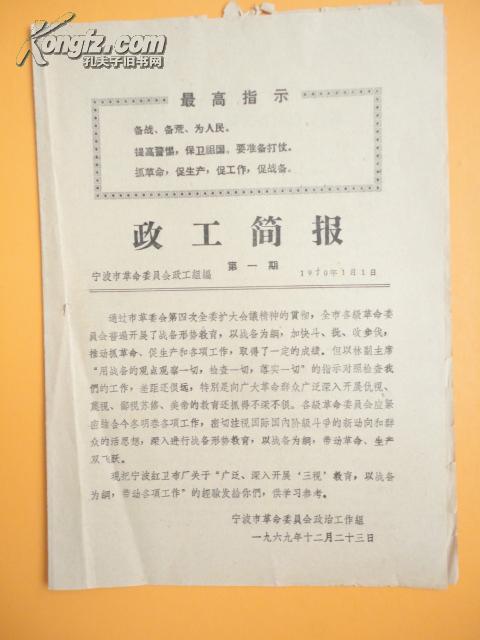 Kongfz.com
孔夫子旧书网
最高指示
备战、备荒、为人民。
提高警惕，保卫祖国，要准备打仗。
抓革命，促生产，促工作，促战备。
政工简报
第一期
宁波市革命委员会政工组编 1970年1月1日
通过市革委会第四次全委扩大会议精神的贯彻，全市各级革命委
员会普遍开展了战备形势教育，以战备为纲，加快斗、批、改步伐，
推动抓革命、促生产和各项工作，取得了一定的成绩。但以林副主席
“用战备的观点观察一切，检查一切，落实一切”的指示对照检查我
們的工作，差距还很远，特别是向广大革命群众广泛深入开展仇视、
蔑视、鄙视苏修、美帝的教育还抓得不深不狠。各级革命委员会应紧
密结合今冬明春各项工作，密切注视国际国内阶级斗争的新动向和群
众的活思想，深入进行战备形势教育，以战备为纲，带动革命、生产
双飞跃。
现把宁波红卫布厂关于“广泛、深入开展‘三视’教育，以战备
为纲，带动各项工作”的经验发给你們，供学习参考。
宁波市革命委员会政治工作组
一九六九年十二月二十三日